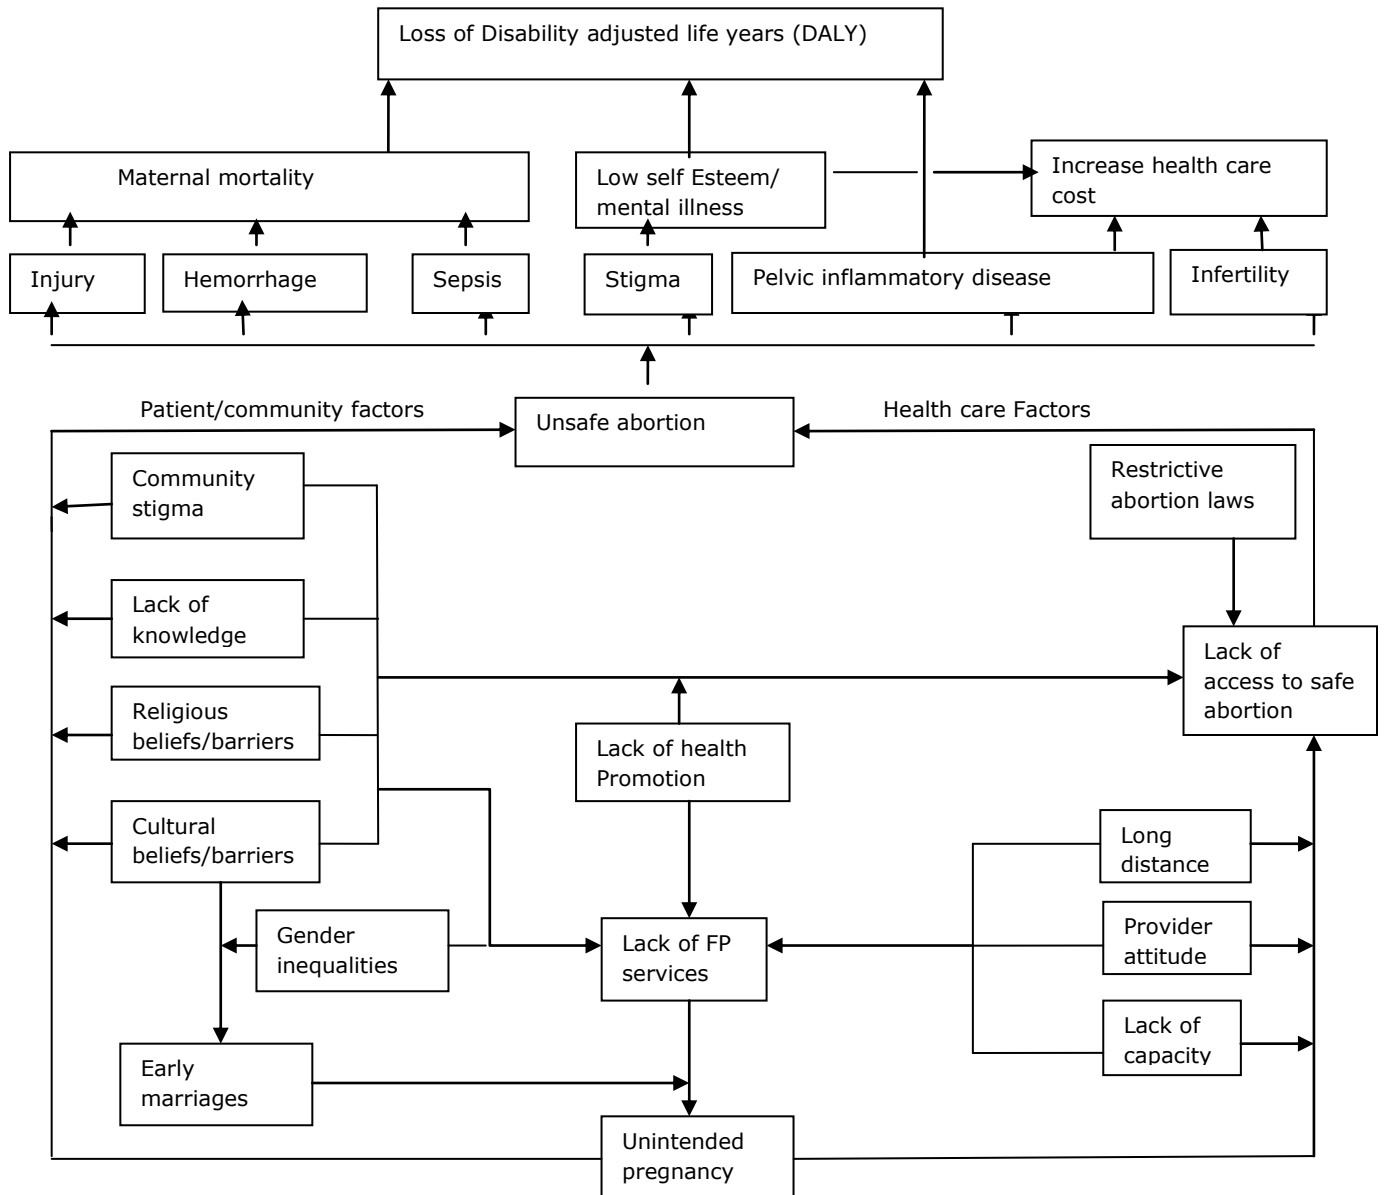 Loss of Disability adjusted life years (DALY)
Maternal mortality
Low self Esteem/
mental illness
Increase health care
cost
Injury
Hemorrhage
Sepsis
Stigma
Pelvic inflammatory disease
Infertility
Patient/community factors
Unsafe abortion
Health care Factors
Community
stigma
Restrictive
abortion laws
Lack of
knowledge
Lack of
access to safe
abortion
Religious
beliefs/barriers
Lack of health
Promotion
Cultural
beliefs/barriers
Long
distance
Gender
inequalities
Lack of FP
services
Provider
attitude
Lack of
capacity
Early
marriages
Unintended
pregnancy